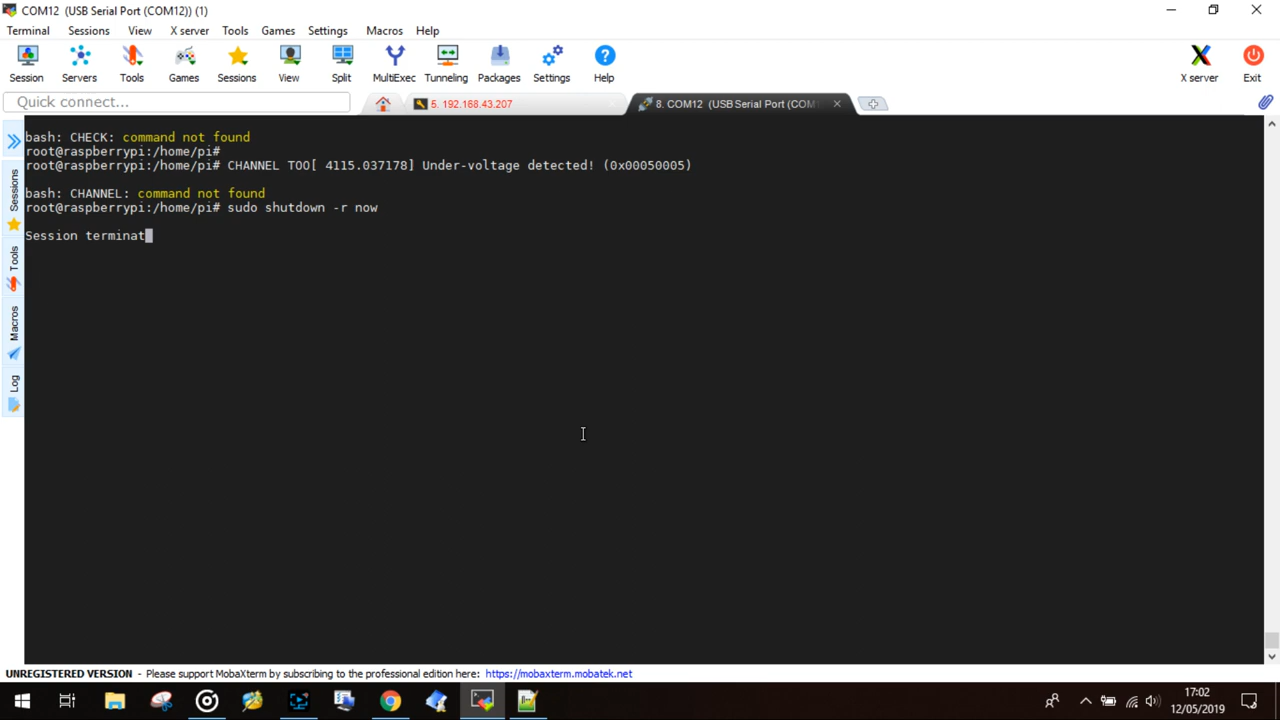 COM12  (USB Serial Port (COM12)) (1)
Terminal Sessions View X server Tools Games Settings Macros Help
Session Servers Tools Games Sessions View Split MultiExec Tunneling Packages Settings Help X server Exit
Quick connect...
5. 192.168.43.207
8. COM12  (USB Serial Port (COM
bash: CHECK: command not found
root@raspberrypi:/home/pi#
root@raspberrypi:/home/pi# CHANNEL TOO[ 4115.037178] Under-voltage detected! (0x00050005)
bash: CHANNEL: command not found
root@raspberrypi:/home/pi# sudo shutdown -r now
Session terminat
Sessions
Tools
Macros
Log
UNREGISTERED VERSION - Please support MobaXterm by subscribing to the professional edition here: https://mobaxterm.mobatek.net
17:02
12/05/2019